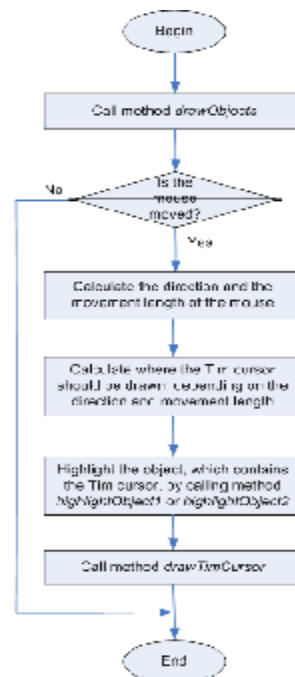 Begin
Call method drawObjects
Is the
mouse
moved?
No
Yes
Calculate the direction and the
movement length of the mouse
Calculate where the Tim cursor
should be drawn, depending on the
direction and movement length
Highlight the object, which contains
the Tim cursor, by calling method
highlightObject1 or highlightObject2
Call method drawTimCursor
End